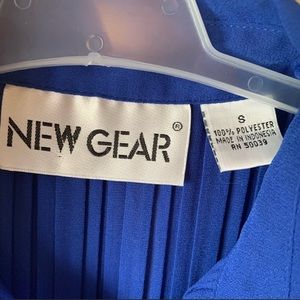 NEW GEAR ®
S
100% POLYESTER
MADE IN INDONESIA
RN 50039